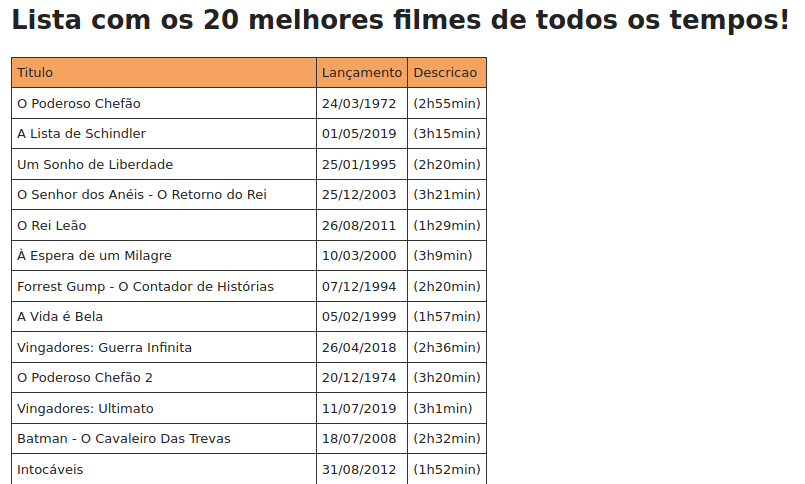 Lista com os 20 melhores filmes de todos os tempos!
Titulo Lançamento Descricao
O Poderoso Chefão 24/03/1972 (2h55min)
A Lista de Schindler 01/05/2019 (3h15min)
Um Sonho de Liberdade 25/01/1995 (2h20min)
O Senhor dos Anéis - O Retorno do Rei 25/12/2003 (3h21min)
O Rei Leão 26/08/2011 (1h29min)
À Espera de um Milagre 10/03/2000 (3h9min)
Forrest Gump - O Contador de Histórias 07/12/1994 (2h20min)
A Vida é Bela 05/02/1999 (1h57min)
Vingadores: Guerra Infinita 26/04/2018 (2h36min)
O Poderoso Chefão 2 20/12/1974 (3h20min)
Vingadores: Ultimato 11/07/2019 (3h1min)
Batman - O Cavaleiro Das Trevas 18/07/2008 (2h32min)
Intocáveis 31/08/2012 (1h52min)